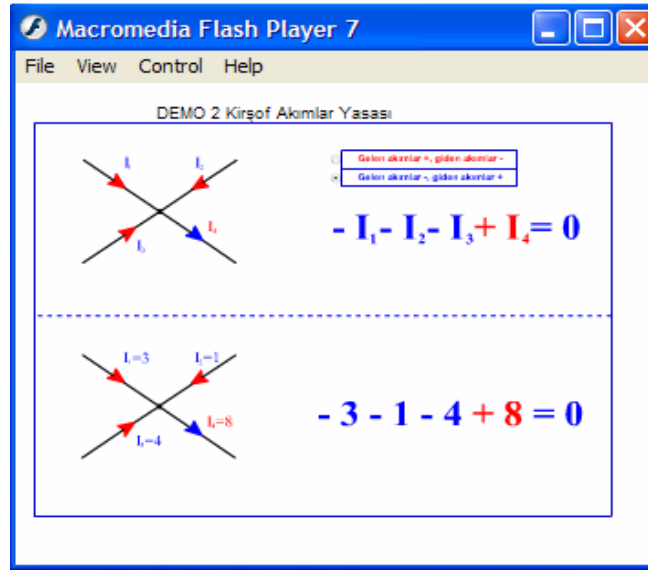 Macromedia Flash Player 7
File View Control Help
DEMO 2 Kirşof Akımlar Yasası
I₁ I₂
Gelen akımlar +, giden akımlar -
Gelen akımlar -, giden akımlar +
I₃ I₄
- I₁- I₂- I₃+ I₄= 0
I₁=3 I₂=1
I₃=4 I₄=8
- 3 - 1 - 4 + 8 = 0